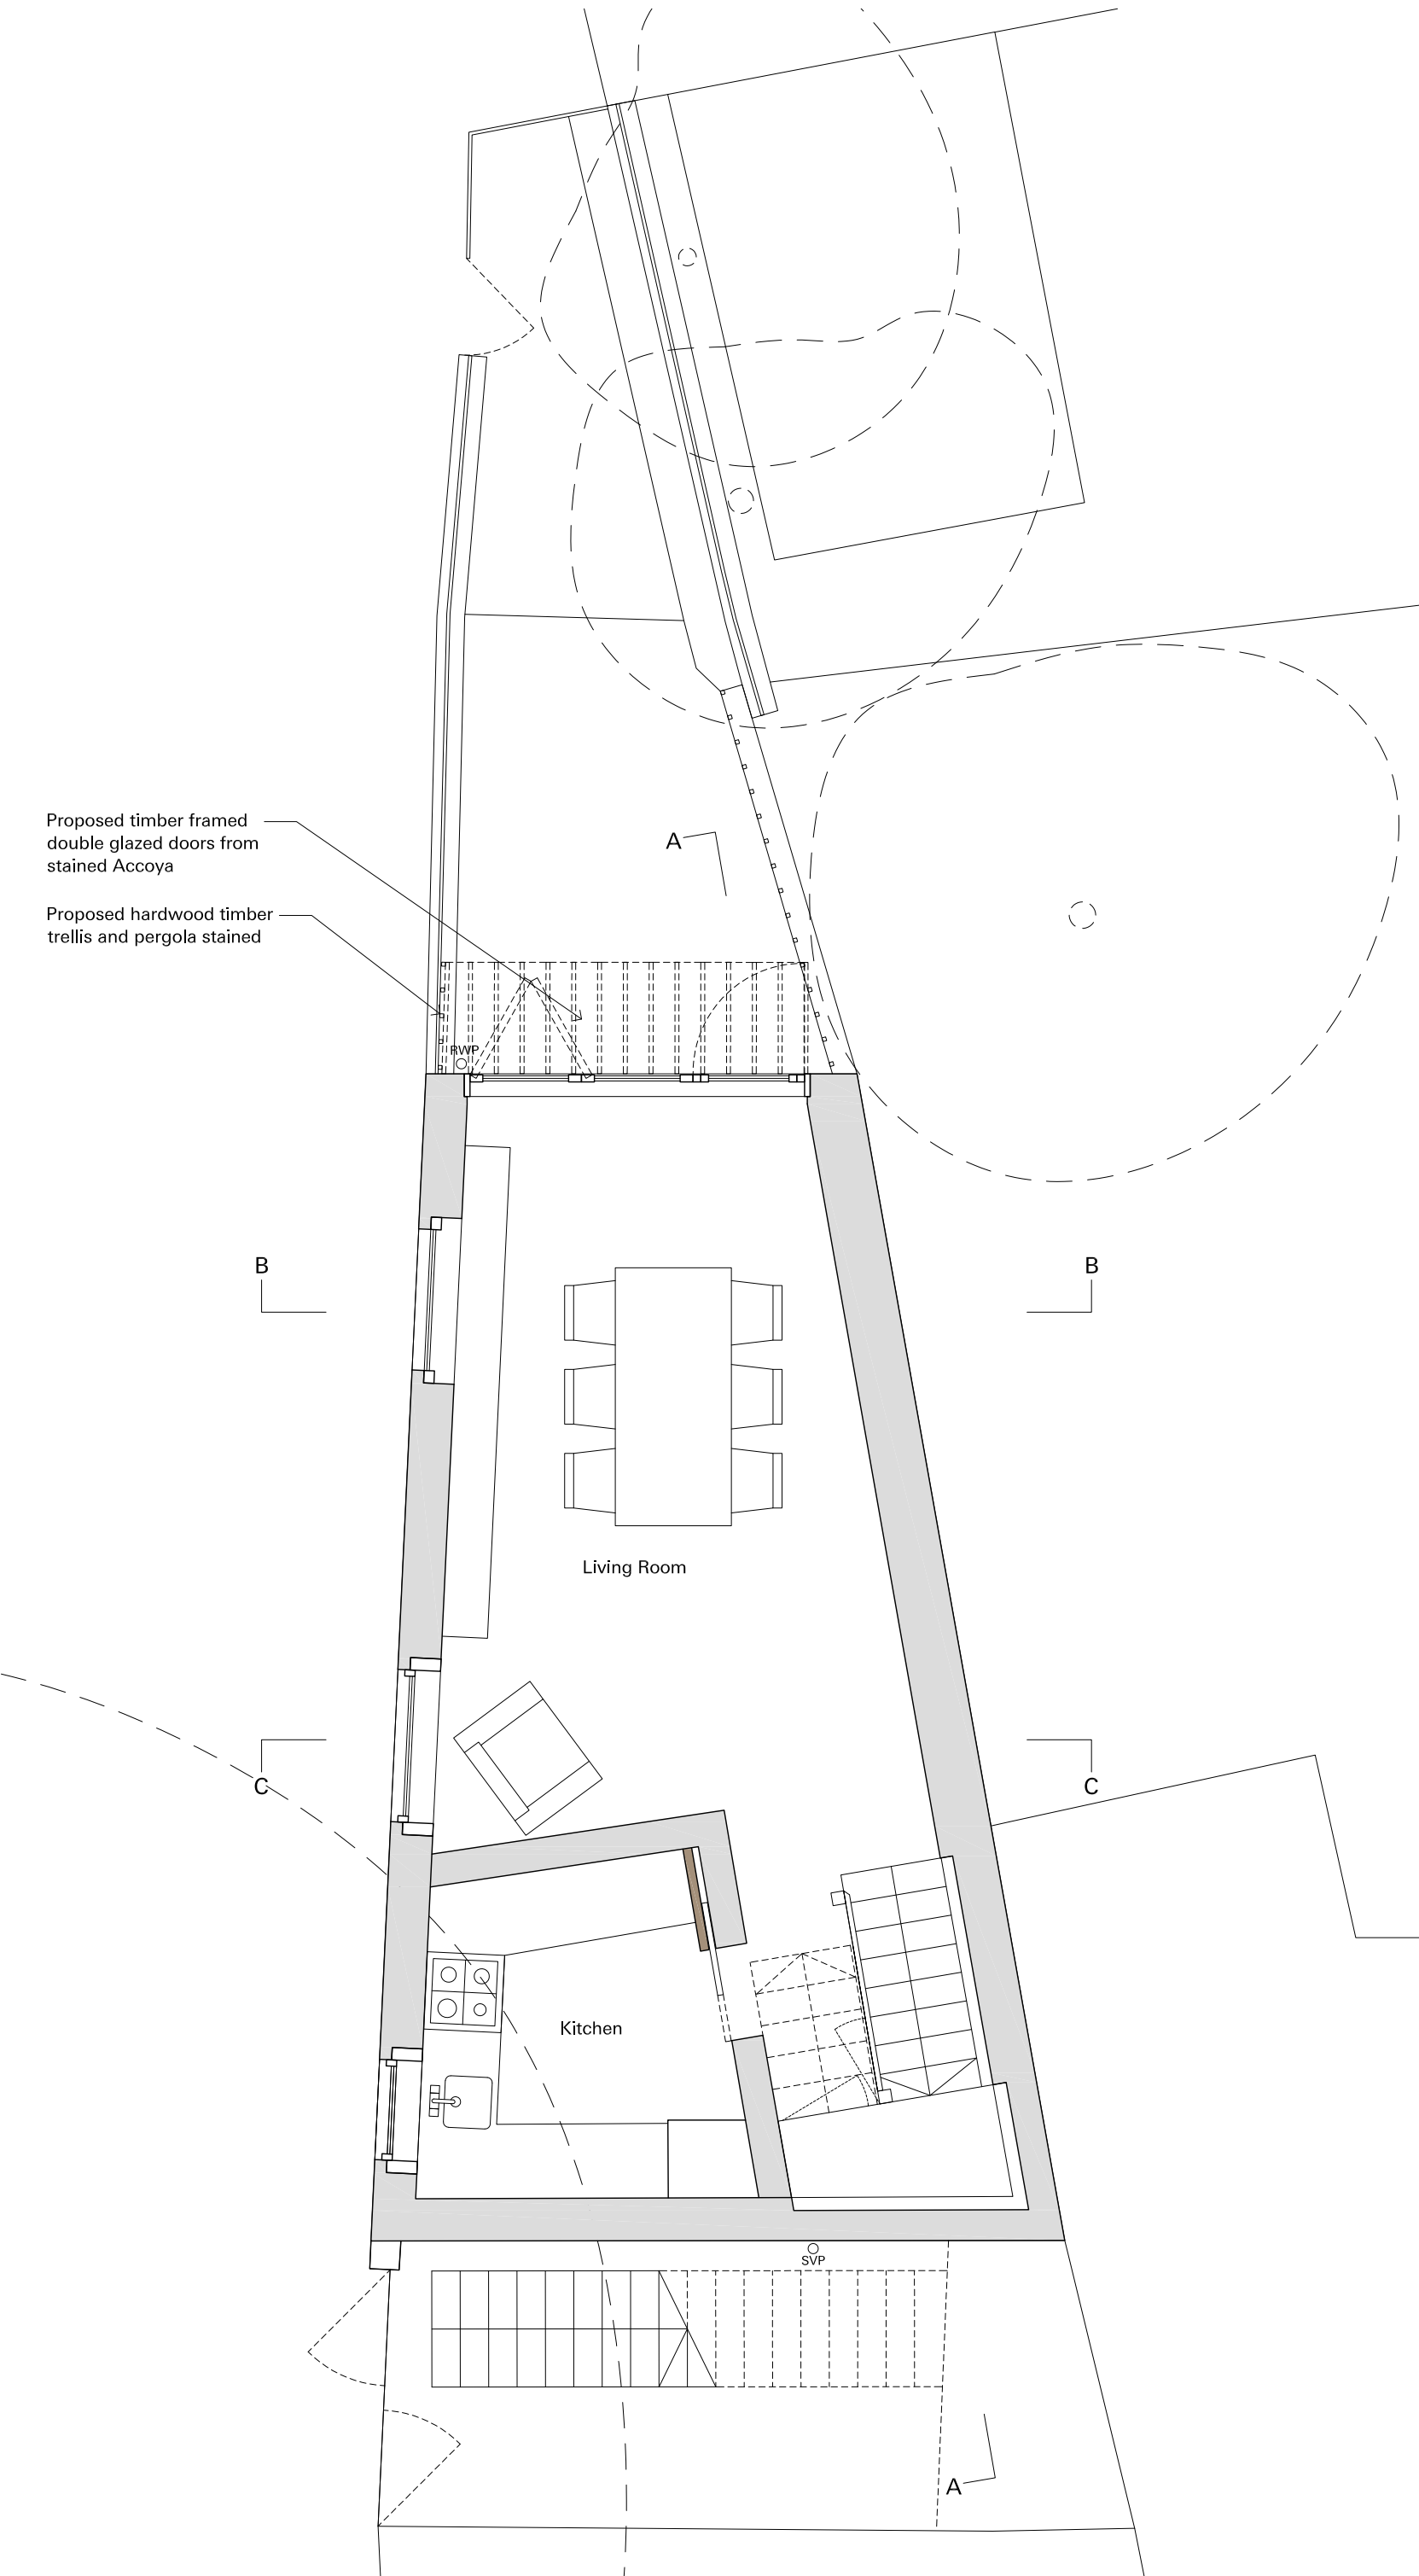 Proposed timber framed
double glazed doors from
stained Accoya
A
Proposed hardwood timber
trellis and pergola stained
RWP
B
B
Living Room
C
C
Kitchen
SVP
A